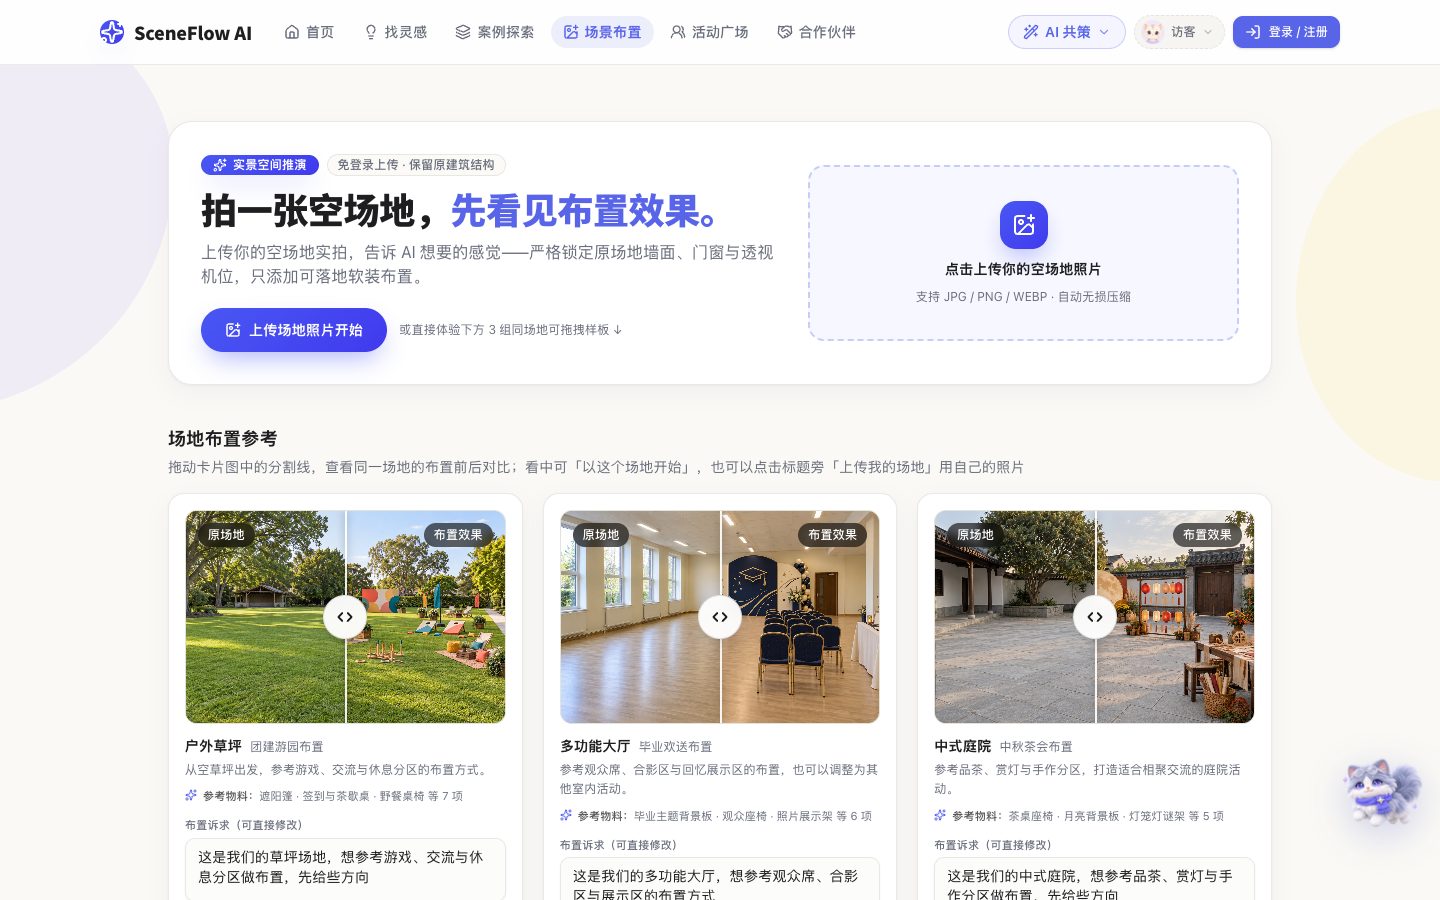 SceneFlow AI
首页
找灵感
案例探索
场景布置
活动广场
合作伙伴
AI 共策
访客
登录 / 注册
实景空间推演
免登录上传 · 保留原建筑结构
拍一张空场地，先看见布置效果。
上传你的空场地实拍，告诉 AI 想要的感觉——严格锁定原场地墙面、门窗与透视
机位，只添加可落地软装布置。
上传场地照片开始
或直接体验下方 3 组同场地可拖拽样板 ↓
点击上传你的空场地照片
支持 JPG / PNG / WEBP · 自动无损压缩
场地布置参考
拖动卡片图中的分割线，查看同一场地的布置前后对比；看中可「以这个场地开始」，也可以点击标题旁「上传我的场地」用自己的照片
原场地
布置效果
户外草坪 团建游园布置
从空草坪出发，参考游戏、交流与休息分区的布置方式。
参考物料：遮阳篷 · 签到与茶歇桌 · 野餐桌椅 等 7 项
布置诉求（可直接修改）
这是我们的草坪场地，想参考游戏、交流与休
息分区做布置，先给些方向
原场地
布置效果
多功能大厅 毕业欢送布置
参考观众席、合影区与回忆展示区的布置，也可以调整为其
他室内活动。
参考物料：毕业主题背景板 · 观众座椅 · 照片展示架 等 6 项
布置诉求（可直接修改）
这是我们的多功能大厅，想参考观众席、合影
区与展示区的布置方式
原场地
布置效果
中式庭院 中秋茶会布置
参考品茶、赏灯与手作分区，打造适合相聚交流的庭院活
动。
参考物料：茶桌座椅 · 月亮背景板 · 灯笼灯谜架 等 5 项
布置诉求（可直接修改）
这是我们的中式庭院，想参考品茶、赏灯与手
作分区做布置，先给些方向